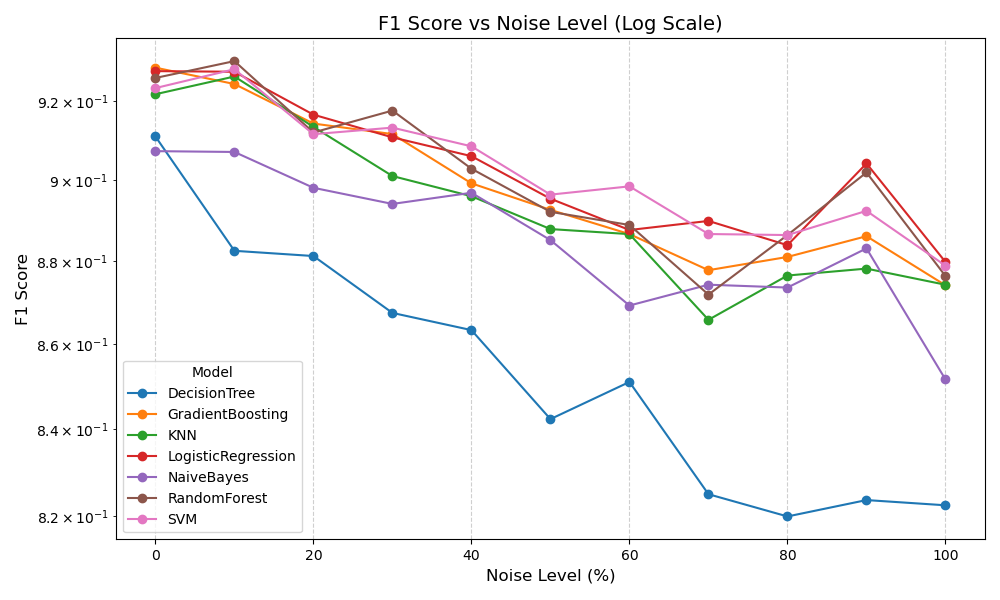 F1 Score vs Noise Level (Log Scale)
F1 Score
9.2 × 10⁻¹
9 × 10⁻¹
8.8 × 10⁻¹
8.6 × 10⁻¹
8.4 × 10⁻¹
8.2 × 10⁻¹
Model
DecisionTree
GradientBoosting
KNN
LogisticRegression
NaiveBayes
RandomForest
SVM
0 20 40 60 80 100
Noise Level (%)